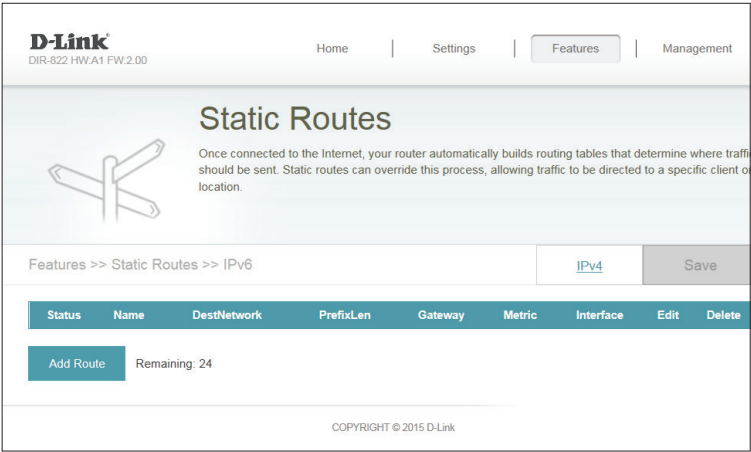 D-Link
DIR-822 HW:A1 FW:2.00
Home | Settings | Features | Management
Static Routes
Once connected to the Internet, your router automatically builds routing tables that determine where traffi
should be sent. Static routes can override this process, allowing traffic to be directed to a specific client or
location.
Features >> Static Routes >> IPv6
IPv4
Save
Status Name DestNetwork PrefixLen Gateway Metric Interface Edit Delete
Add Route Remaining: 24
COPYRIGHT © 2015 D-Link